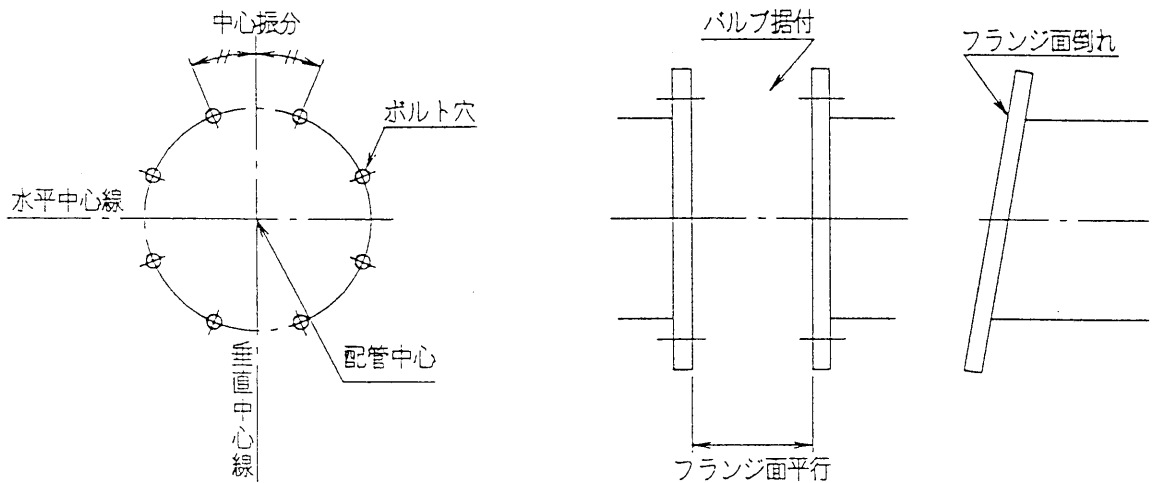 中心振分
ボルト穴
水平中心線
配管中心
垂直中心線
バルブ据付
フランジ面平行
フランジ面倒れ